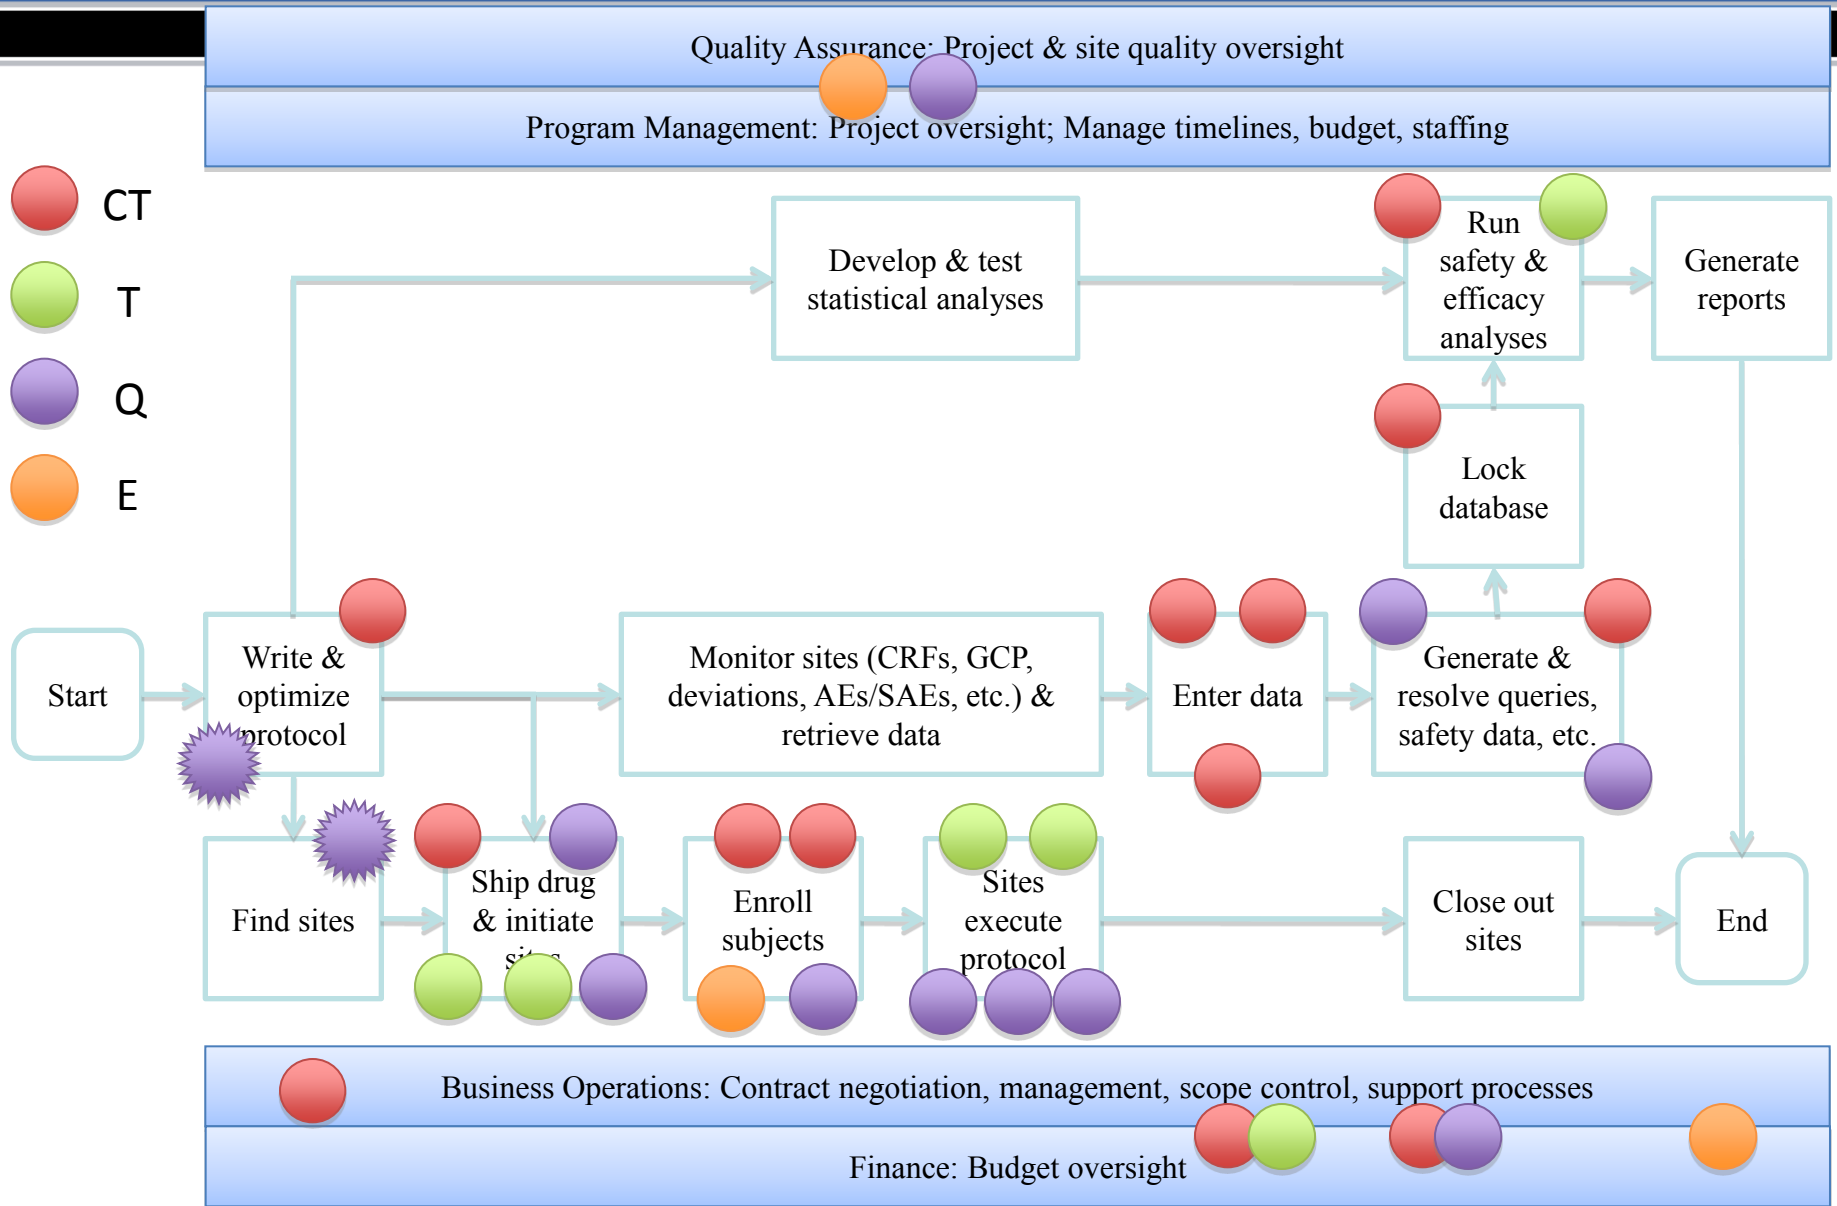 Quality Assurance: Project & site quality oversight
Program Management: Project oversight; Manage timelines, budget, staffing
CT
T
Q
E
Develop & test
statistical analyses
Run
safety &
efficacy
analyses
Generate
reports
Lock
database
Start
Write &
optimize
protocol
Monitor sites (CRFs, GCP,
deviations, AEs/SAEs, etc.) &
retrieve data
Enter data
Generate &
resolve queries,
safety data, etc.
Find sites
Ship drug
& initiate
sites
Enroll
subjects
Sites
execute
protocol
Close out
sites
End
Business Operations: Contract negotiation, management, scope control, support processes
Finance: Budget oversight